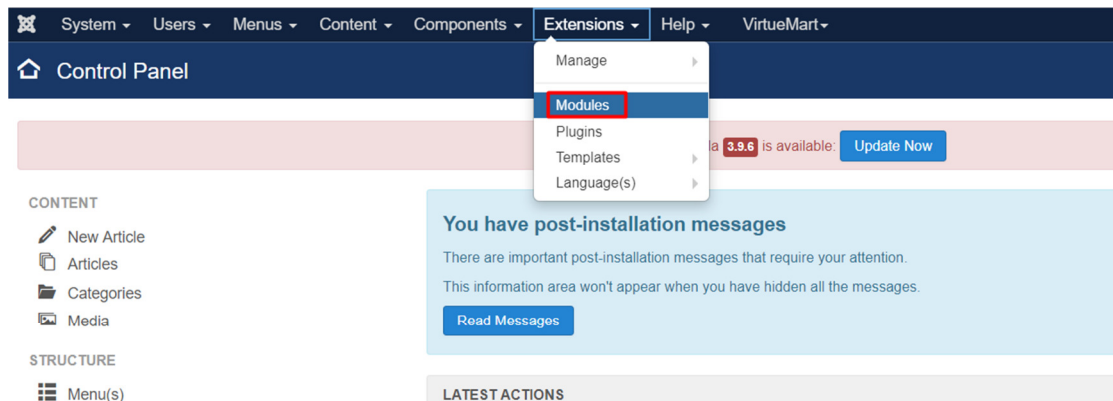 System Users Menus Content Components Extensions Help VirtueMart
Control Panel
Manage
Modules
Plugins
Templates
Language(s)
3.9.6 is available: Update Now
CONTENT
New Article
Articles
Categories
Media
STRUCTURE
Menu(s)
You have post-installation messages
There are important post-installation messages that require your attention.
This information area won't appear when you have hidden all the messages.
Read Messages
LATEST ACTIONS